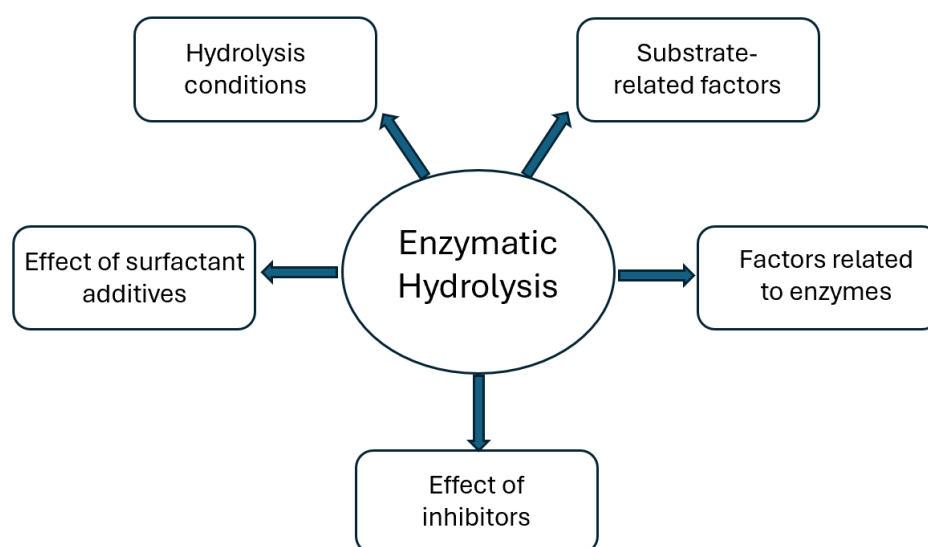 Hydrolysis
conditions
Substrate-
related factors
Enzymatic
Hydrolysis
Effect of surfactant
additives
Factors related
to enzymes
Effect of
inhibitors